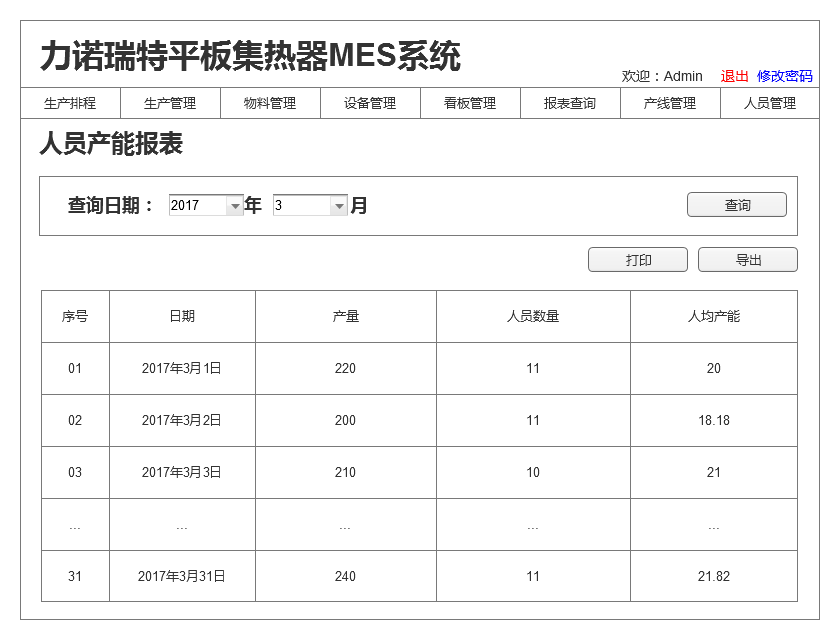 力诺瑞特平板集热器MES系统
欢迎：Admin 退出 修改密码
生产排程 生产管理 物料管理 设备管理 看板管理 报表查询 产线管理 人员管理
人员产能报表
查询日期： 2017 年 3 月 查询
打印 导出
序号 日期 产量 人员数量 人均产能
01 2017年3月1日 220 11 20
02 2017年3月2日 200 11 18.18
03 2017年3月3日 210 10 21
... ... ... ... ...
31 2017年3月31日 240 11 21.82